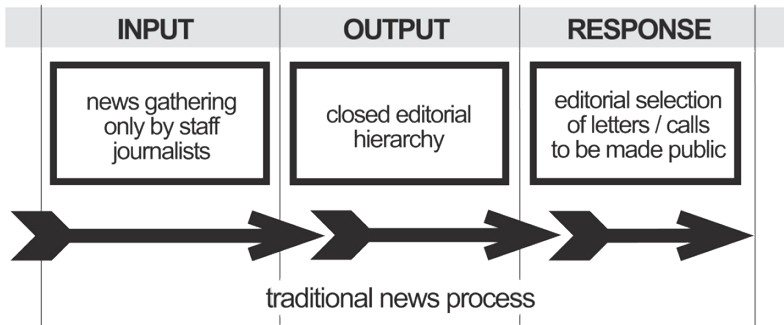 INPUT
OUTPUT
RESPONSE
news gathering
only by staff
journalists
closed editorial
hierarchy
editorial selection
of letters / calls
to be made public
traditional news process